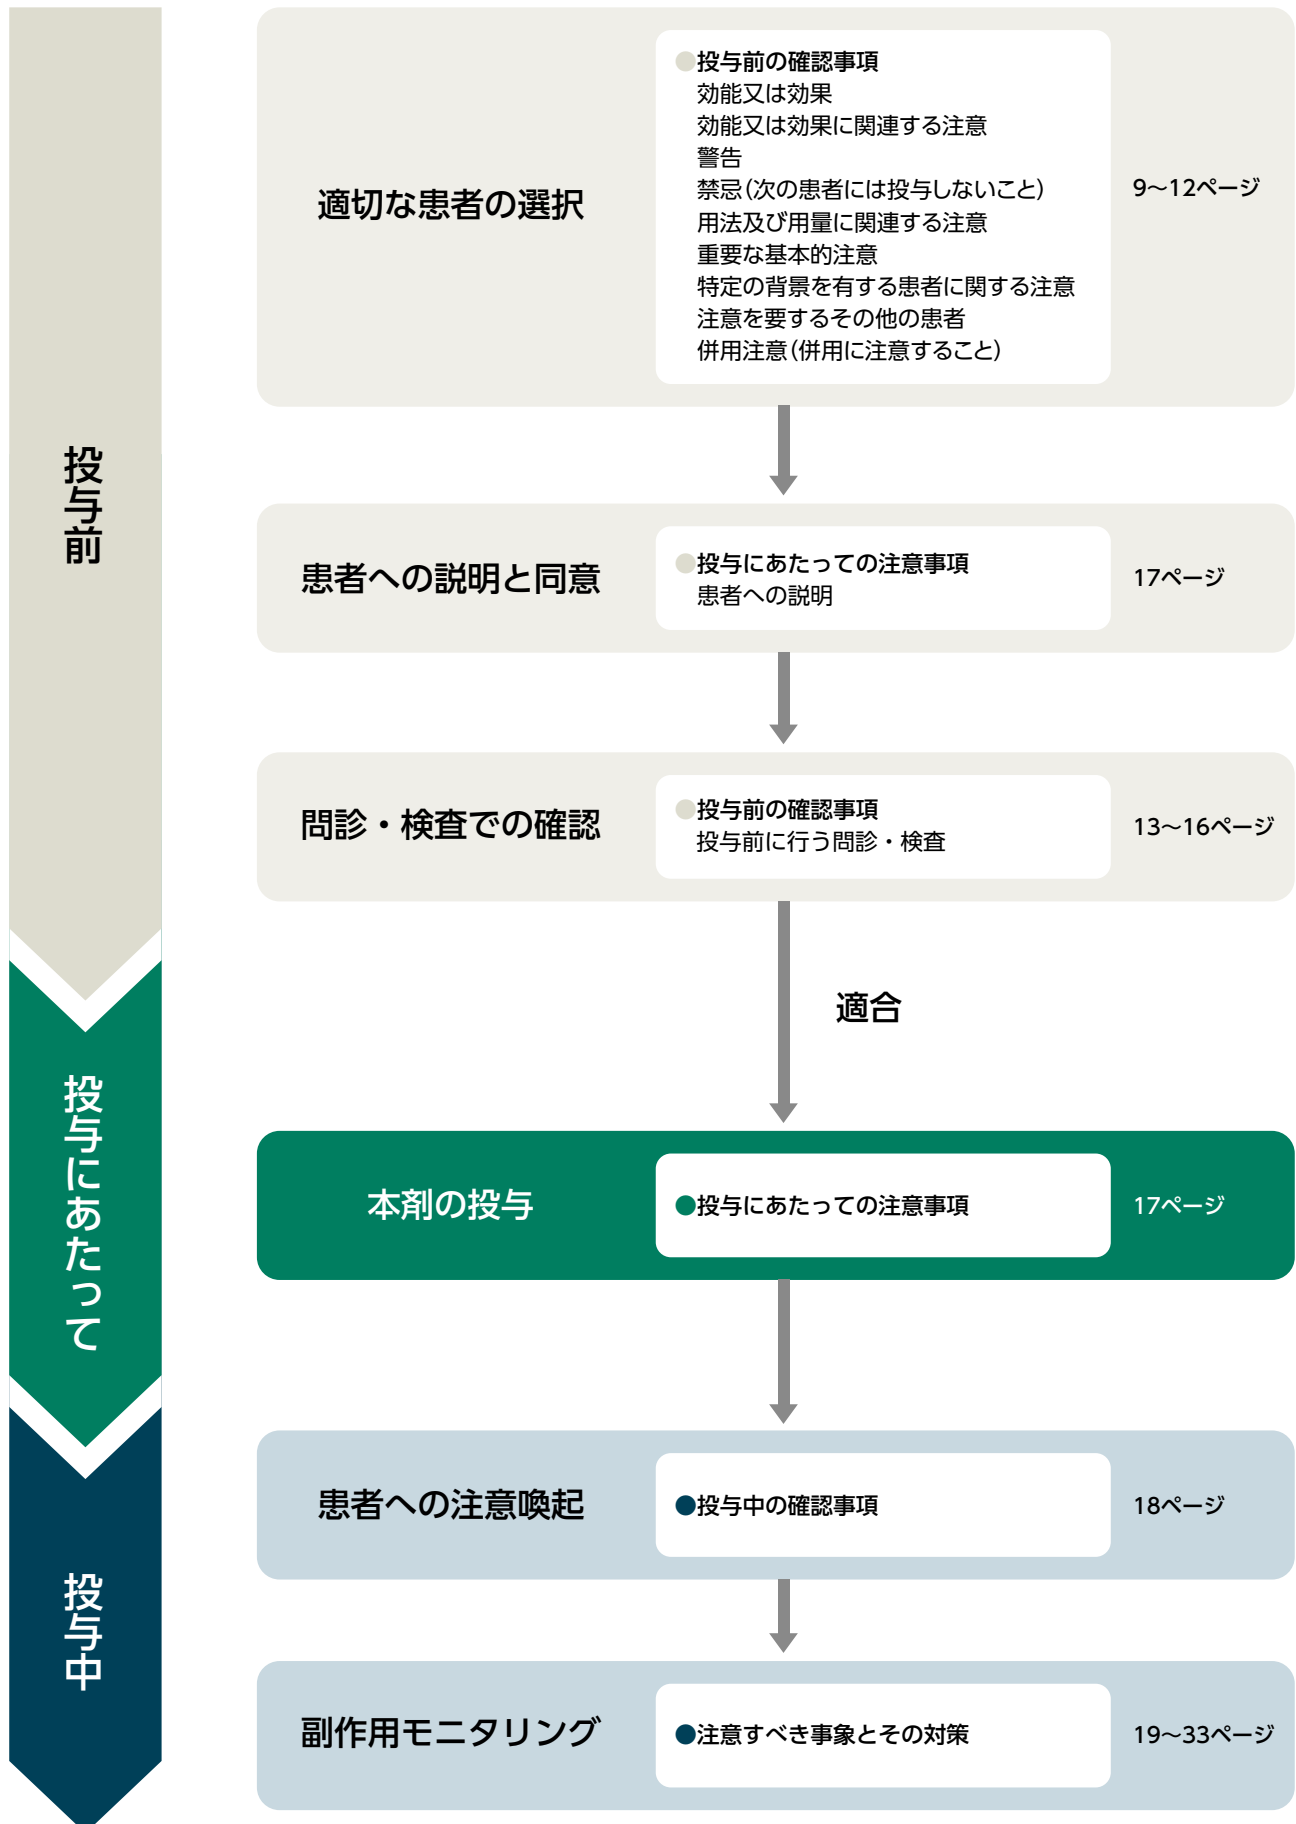 投与前
適切な患者の選択
●投与前の確認事項
効能又は効果
効能又は効果に関連する注意
警告
禁忌（次の患者には投与しないこと）
用法及び用量に関連する注意
重要な基本的注意
特定の背景を有する患者に関する注意
注意を要するその他の患者
併用注意（併用に注意すること）
9～12ページ
患者への説明と同意
●投与にあたっての注意事項
患者への説明
17ページ
問診・検査での確認
●投与前の確認事項
投与前に行う問診・検査
13～16ページ
適合
投与にあたって
本剤の投与
●投与にあたっての注意事項
17ページ
投与中
患者への注意喚起
●投与中の確認事項
18ページ
副作用モニタリング
●注意すべき事象とその対策
19～33ページ